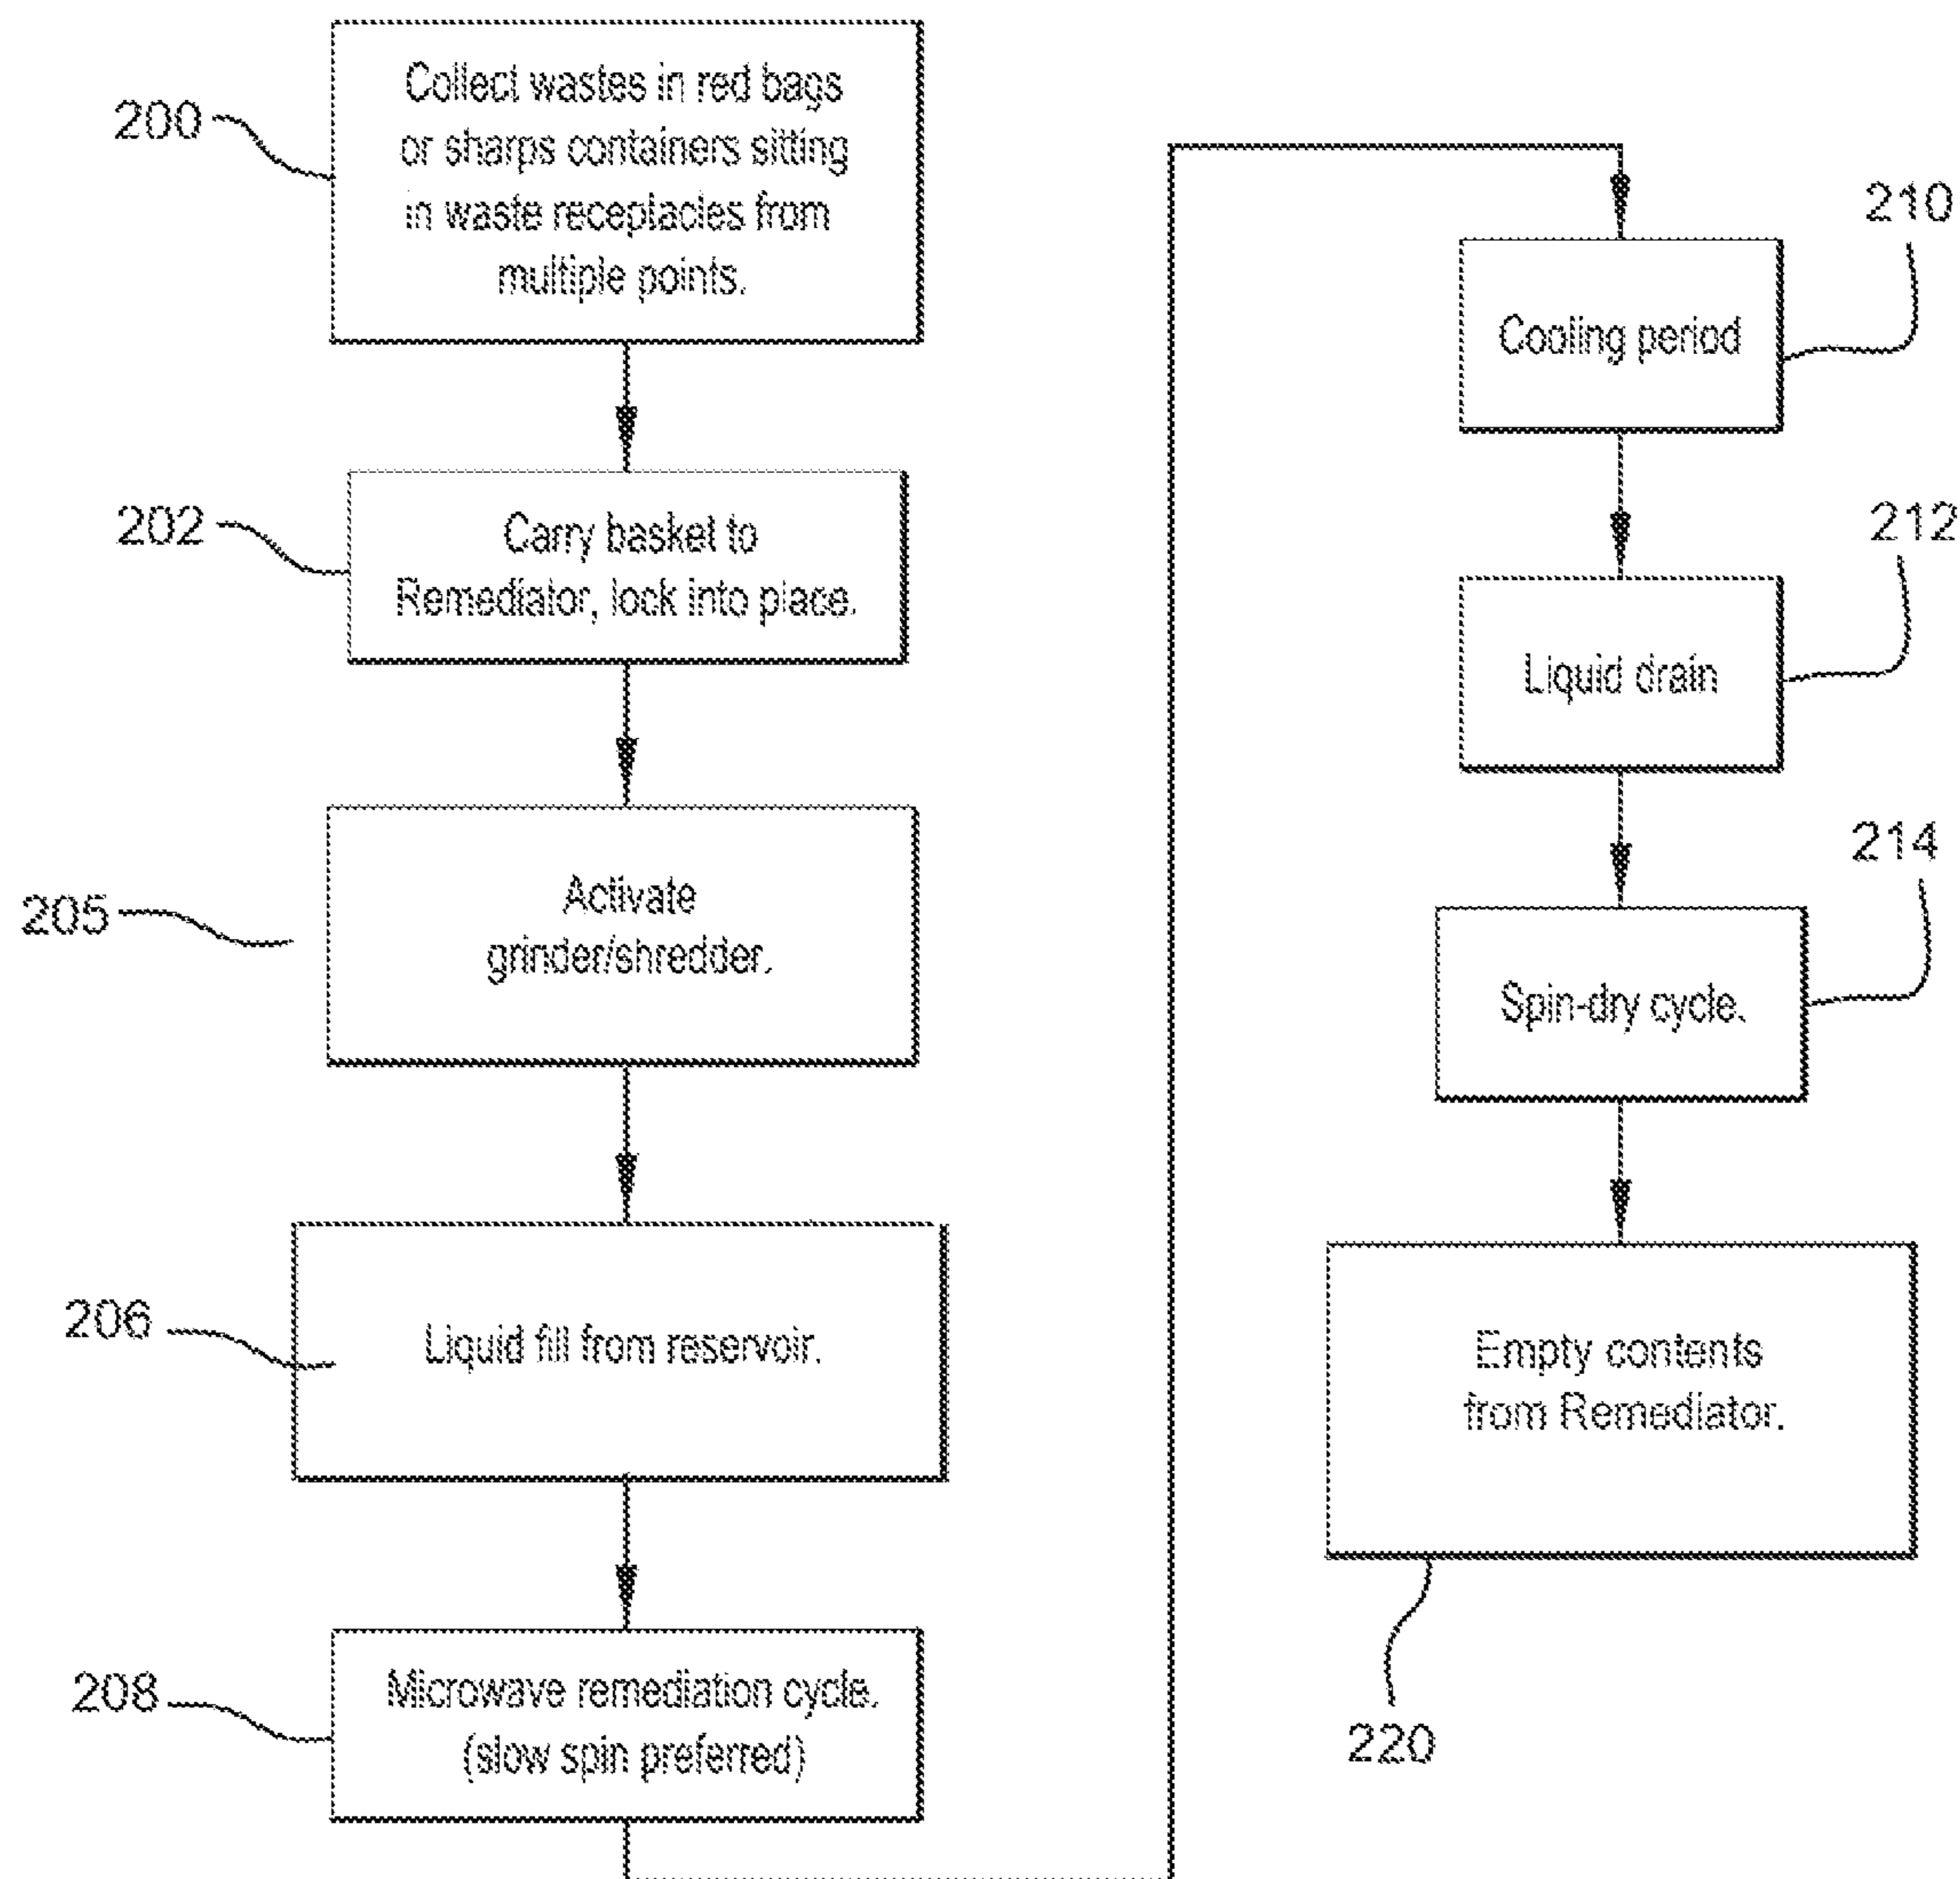 200
Collect wastes in red bags
or sharps containers sitting
in waste receptacles from
multiple points.
202
Carry basket to
Remediator, lock into place.
205
Activate
grinder/shredder.
206
Liquid fill from reservoir.
208
Microwave remediation cycle.
(slow spin preferred)
210
Cooling period
212
Liquid drain
214
Spin-dry cycle.
Empty contents
from Remediator.
220